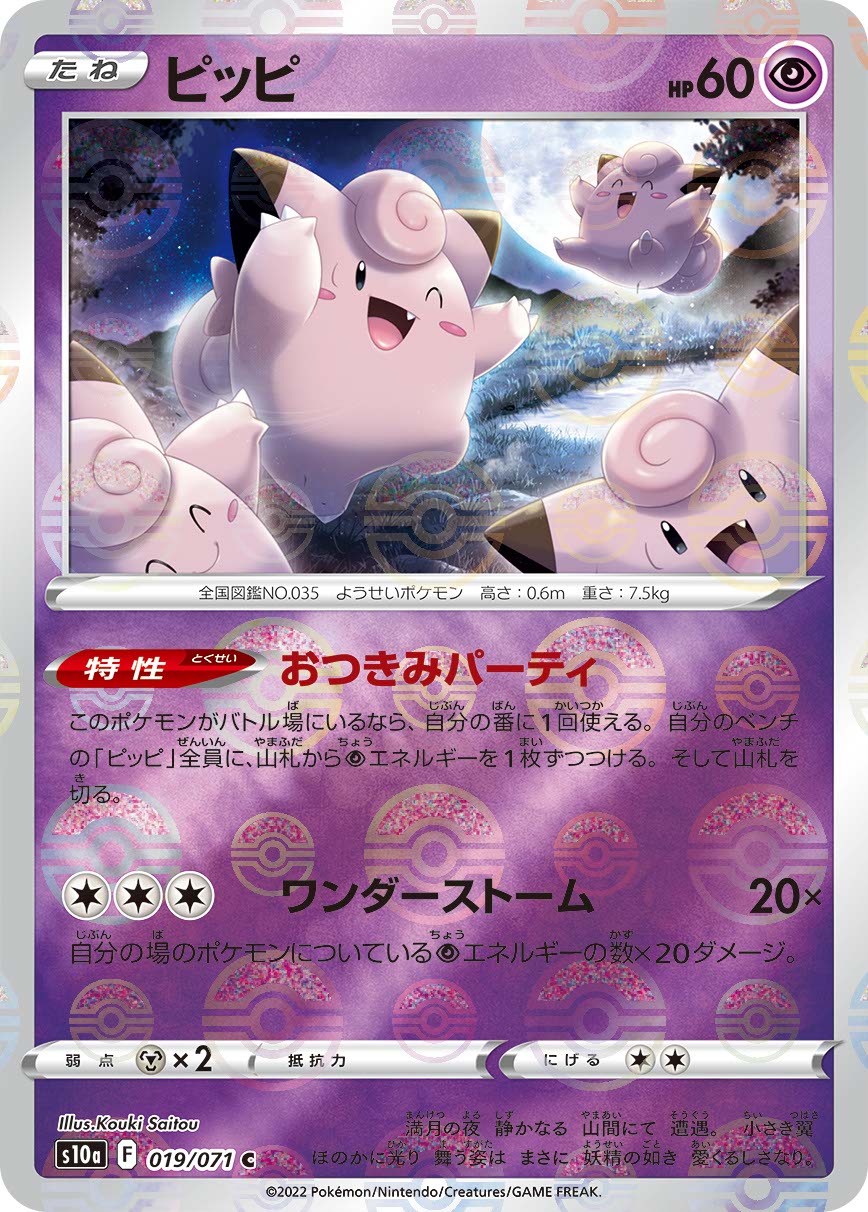 たね ピッピ HP60
全国図鑑NO.035 ようせいポケモン 高さ:0.6m 重さ:7.5kg
特性 とくせい おつきみパーティ
このポケモンがバトル場にいるなら、自分の番に1回使える。自分のベンチ
の「ピッピ」全員に、山札から エネルギーを1枚ずつつける。そして山札を
切る。
ワンダーストーム 20×
自分の場のポケモンについている エネルギーの数×20ダメージ。
弱点 ×2 抵抗力 にげる
Illus.Kouki Saitou
満月の夜 静かなる 山間にて 遭遇。 小さき翼
ほのかに光り 舞う姿は まさに 妖精の如き 愛くるしさなり。
s10a F 019/071 C
©2022 Pokémon/Nintendo/Creatures/GAME FREAK.